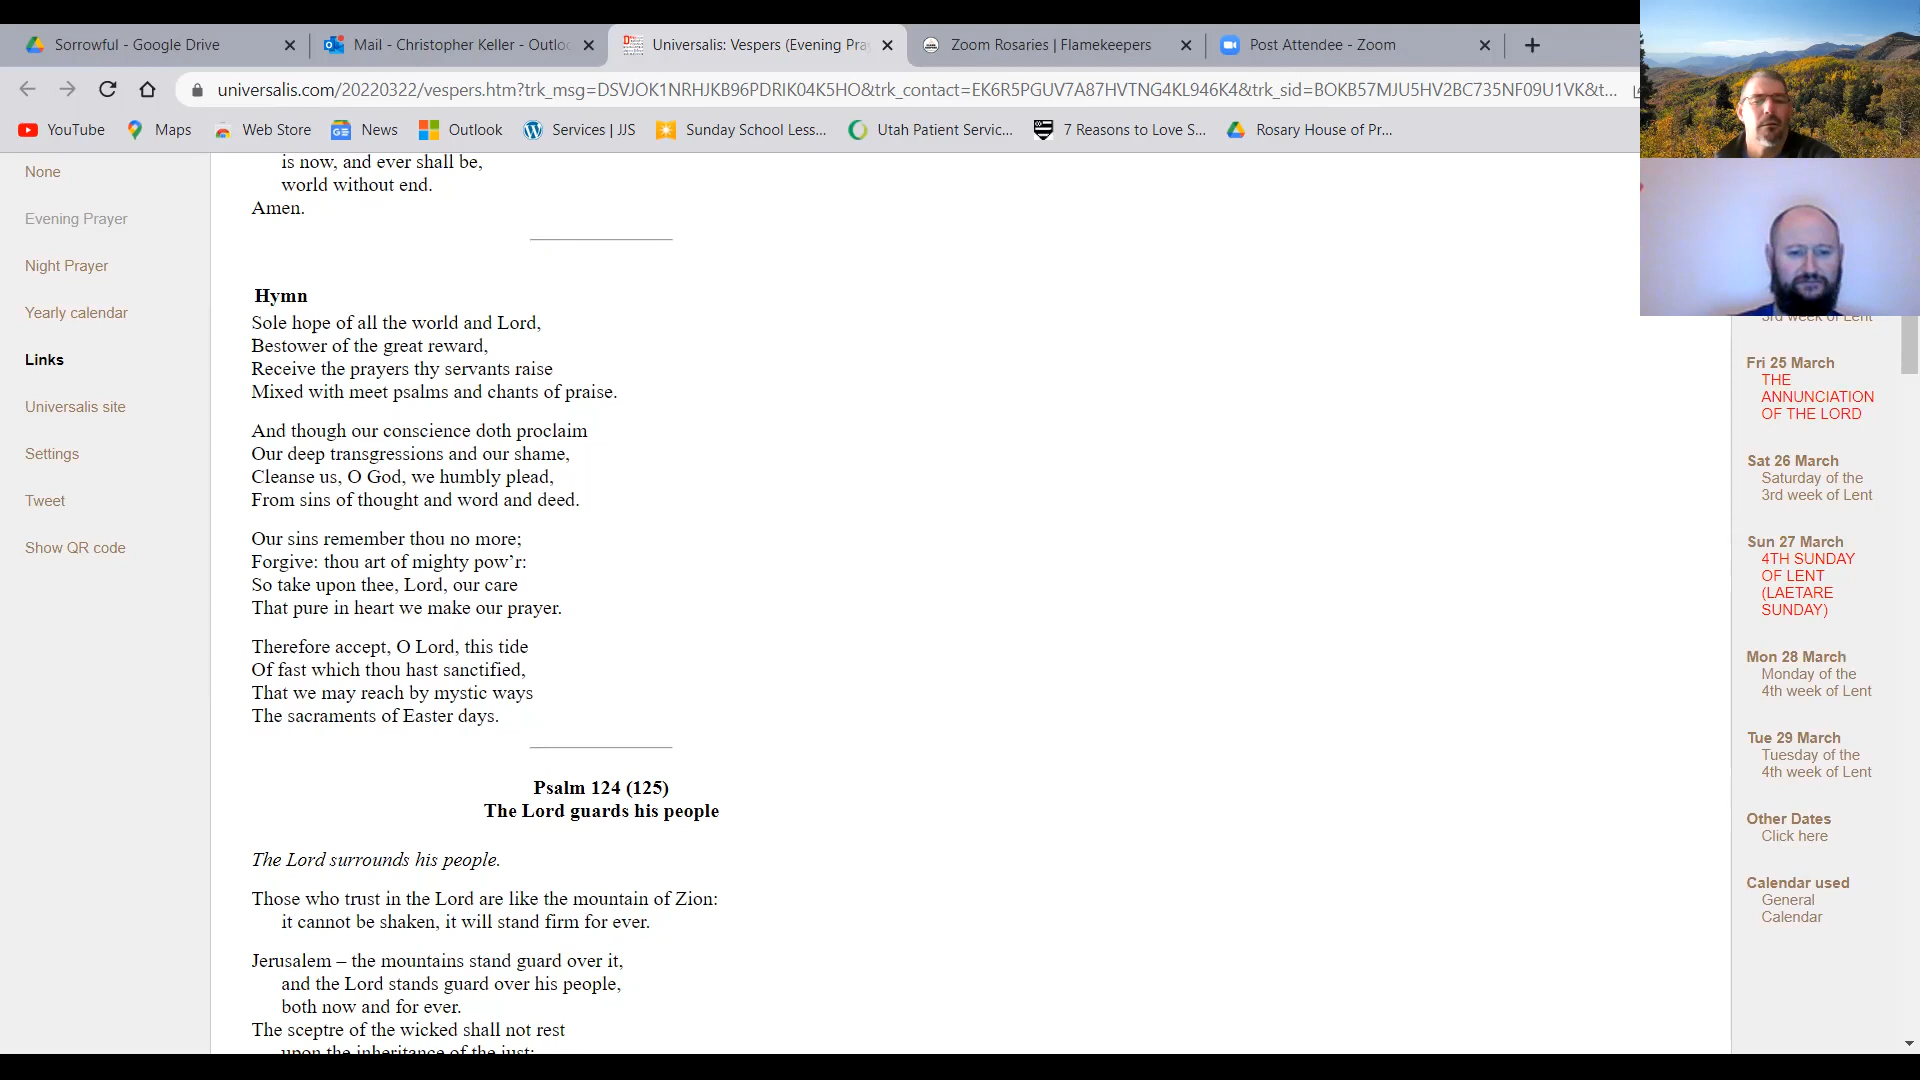 Sorrowful - Google Drive
Mail - Christopher Keller - Outlo
Universalis: Vespers (Evening Pra
Zoom Rosaries | Flamekeepers
Post Attendee - Zoom
universalis.com/20220322/vespers.htm?trk_msg=DSVJOK1NRHJKB96PDRIK04K5HO&trk_contact=EK6R5PGUV7A87HVTNG4KL946K4&trk_sid=BOKB57MJU5HV2BC735NF09U1VK&t...
YouTube
Maps
Web Store
News
Outlook
Services | JJS
Sunday School Less...
Utah Patient Servic...
7 Reasons to Love S...
Rosary House of Pr...
None
Evening Prayer
Night Prayer
Yearly calendar
Links
Universalis site
Settings
Tweet
Show QR code
is now, and ever shall be,
world without end.
Amen.
Hymn
Sole hope of all the world and Lord,
Bestower of the great reward,
Receive the prayers thy servants raise
Mixed with meet psalms and chants of praise.
And though our conscience doth proclaim
Our deep transgressions and our shame,
Cleanse us, O God, we humbly plead,
From sins of thought and word and deed.
Our sins remember thou no more;
Forgive: thou art of mighty pow’r:
So take upon thee, Lord, our care
That pure in heart we make our prayer.
Therefore accept, O Lord, this tide
Of fast which thou hast sanctified,
That we may reach by mystic ways
The sacraments of Easter days.
Psalm 124 (125)
The Lord guards his people
The Lord surrounds his people.
Those who trust in the Lord are like the mountain of Zion:
it cannot be shaken, it will stand firm for ever.
Jerusalem – the mountains stand guard over it,
and the Lord stands guard over his people,
both now and for ever.
The sceptre of the wicked shall not rest
upon the inheritance of the just;
3rd week of Lent
Fri 25 March
THE
ANNUNCIATION
OF THE LORD
Sat 26 March
Saturday of the
3rd week of Lent
Sun 27 March
4TH SUNDAY
OF LENT
(LAETARE
SUNDAY)
Mon 28 March
Monday of the
4th week of Lent
Tue 29 March
Tuesday of the
4th week of Lent
Other Dates
Click here
Calendar used
General
Calendar